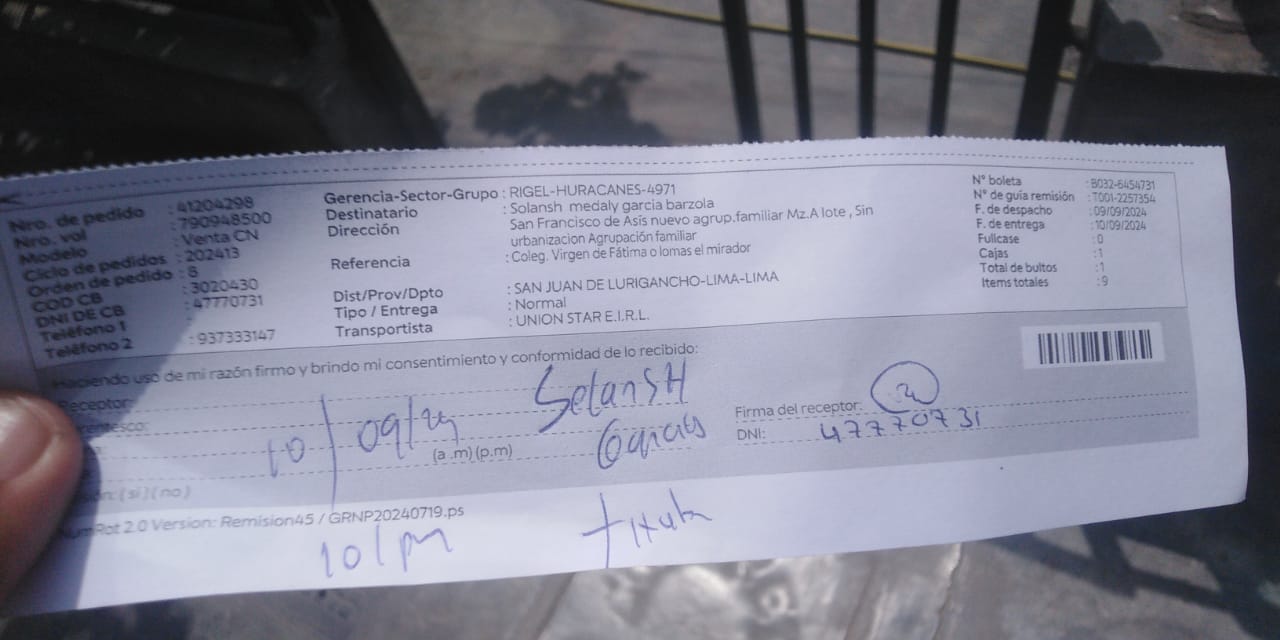 Nro. de pedido : 41204298
Nro. vol : 790948500
Modelo : Venta CN
Ciclo de pedidos : 202413
Orden de pedido : 8
COD CB : 3020430
DNI DE CB : 47770731
Teléfono 1 :
Teléfono 2 : 937333147
Gerencia-Sector-Grupo : RIGEL-HURACANES-4971
Destinatario : Solansh medaly garcia barzola
Dirección San Francisco de Asis nuevo agrup.familiar Mz.A lote , Sin
urbanizacion Agrupación familiar
Referencia : Coleg. Virgen de Fátima o lomas el mirador
Dist/Prov/Dpto : SAN JUAN DE LURIGANCHO-LIMA-LIMA
Tipo / Entrega : Normal
Transportista : UNION STAR E.I.R.L.
N° boleta : B032-6454731
N° de guía remisión : T001-2257354
F. de despacho : 09/09/2024
F. de entrega : 10/09/2024
Fullcase : 0
Cajas : 1
Total de bultos : 1
Items totales : 9
Haciendo uso de mi razón firmo y brindo mi consentimiento y conformidad de lo recibido:
Receptor:
10/09/24
(a .m)(p.m)
Solansh
Garcia
Firma del receptor:
DNI: 47770731
( si ) ( no )
Version: Remision45 / GRNP20240719.ps
pm
titular